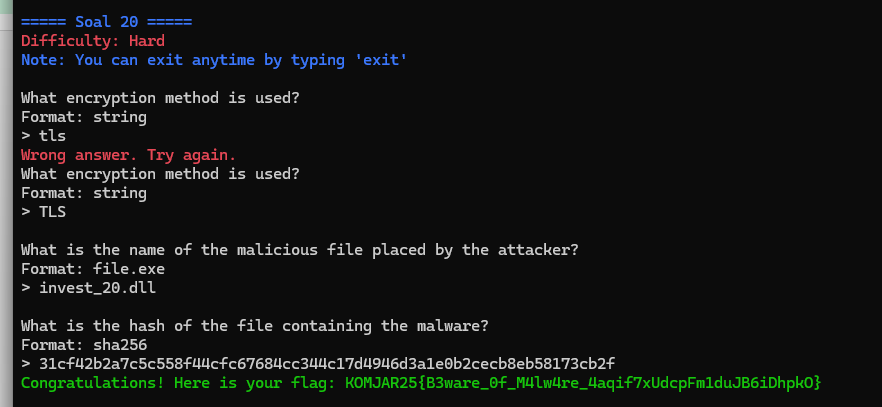 ===== Soal 20 =====
Difficulty: Hard
Note: You can exit anytime by typing 'exit'
What encryption method is used?
Format: string
> tls
Wrong answer. Try again.
What encryption method is used?
Format: string
> TLS
What is the name of the malicious file placed by the attacker?
Format: file.exe
> invest_20.dll
What is the hash of the file containing the malware?
Format: sha256
> 31cf42b2a7c5c558f44cfc67684cc344c17d4946d3a1e0b2cecb8eb58173cb2f
Congratulations! Here is your flag: KOMJAR25{B3ware_0f_M4lw4re_4aqif7xUdcpFm1duJB6iDhpkO}